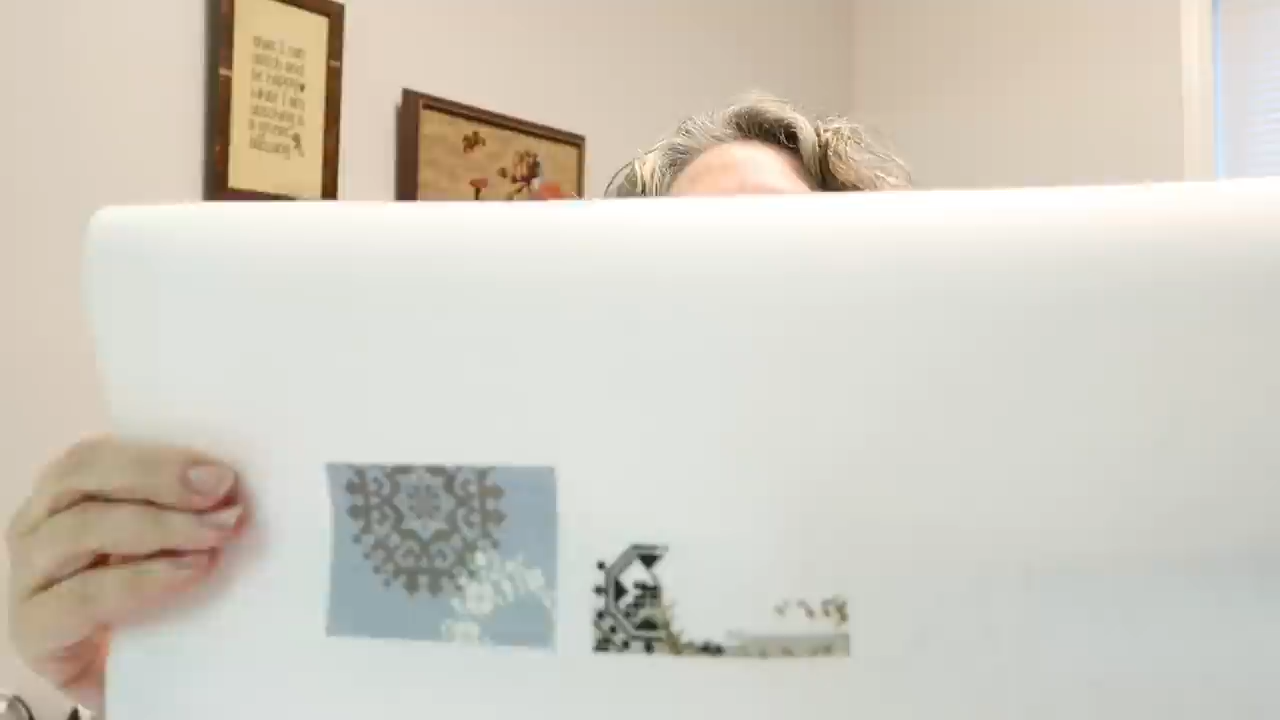 that I can
stitch and
be happy
while I am
stitching is
a great
blessing